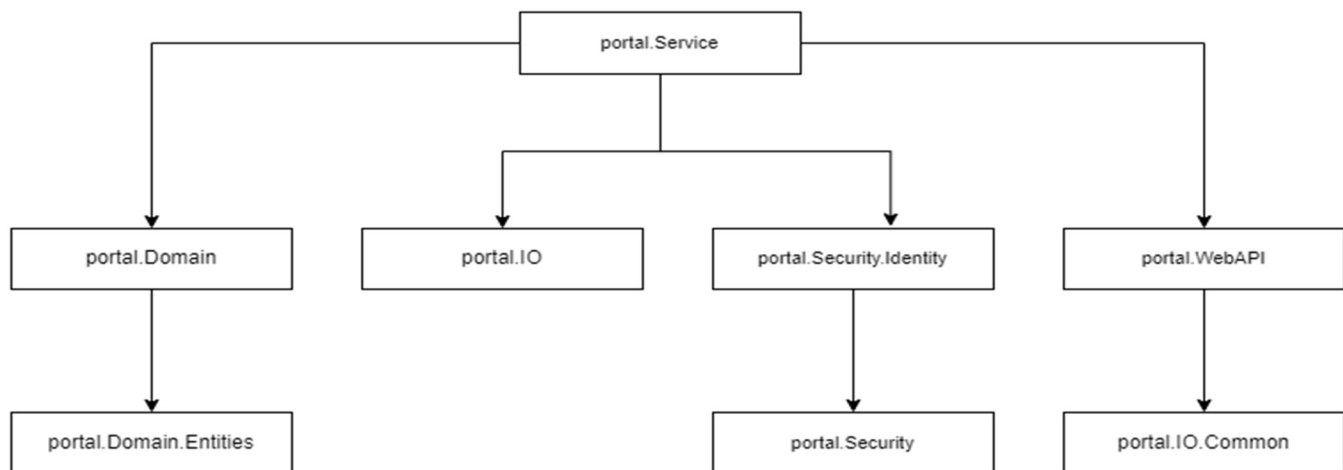 portal.Service
portal.Domain
portal.IO
portal.Security.Identity
portal.WebAPI
portal.Domain.Entities
portal.Security
portal.IO.Common